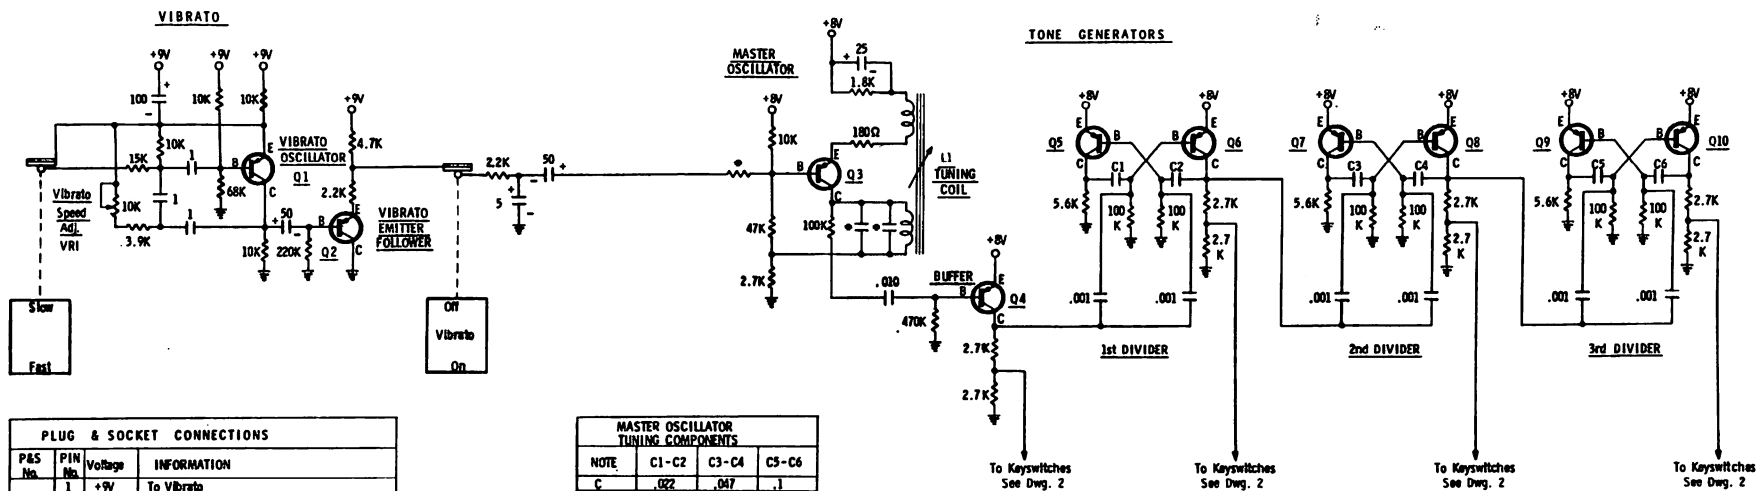 VIBRATO
+9V
+9V
+9V
100
+
-
10K
10K
10K
15K
1
B
E
C
VIBRATO
OSCILLATOR
Q1
68K
Vibrato
Speed
Adj.
VR1
10K
1
3.9K
1
10K
+50-
220K
B
E
C
Q2
+9V
4.7K
2.2K
VIBRATO
EMITTER
FOLLOWER
Slow
Fast
Off
Vibrato
On
2.2K
5
+
-
50
-
+
MASTER
OSCILLATOR
+8V
10K
*
47K
2.7K
+8V
+
25
-
1.8K
180Ω
B
E
C
Q3
L1
TUNING
COIL
100K
*
*
.010
BUFFER
470K
+8V
B
E
C
Q4
2.7K
2.7K
To Keyswitches
See Dwg. 2
TONE GENERATORS
+8V
+8V
Q5
E
B
C
C1
C2
B
E
C
Q6
5.6K
100
K
100
K
2.7K
2.7
K
.001
.001
1st DIVIDER
To Keyswitches
See Dwg. 2
+8V
+8V
Q7
E
B
C
C3
C4
B
E
C
Q8
5.6K
100
K
100
K
2.7K
2.7
K
.001
.001
2nd DIVIDER
To Keyswitches
See Dwg. 2
+8V
+8V
Q9
E
B
C
C5
C6
B
E
C
Q10
5.6K
100
K
100
K
2.7K
2.7
K
.001
.001
3rd DIVIDER
To Keyswitches
See Dwg. 2
PLUG & SOCKET CONNECTIONS
P&S No. PIN No. Voltage INFORMATION
1 +9V To Vibrato
MASTER OSCILLATOR
TUNING COMPONENTS
NOTE C1-C2 C3-C4 C5-C6
C .022 .047 .1